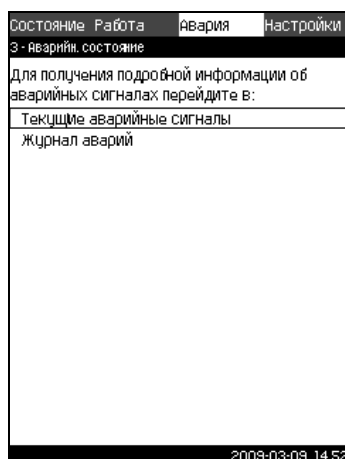 Состояние Работа Авария Настройки
3 - Аварийн. состояние
Для получения подробной информации об
аварийных сигналах перейдите в:
Текущие аварийные сигналы
Журнал аварий
2009-03-09 14:52